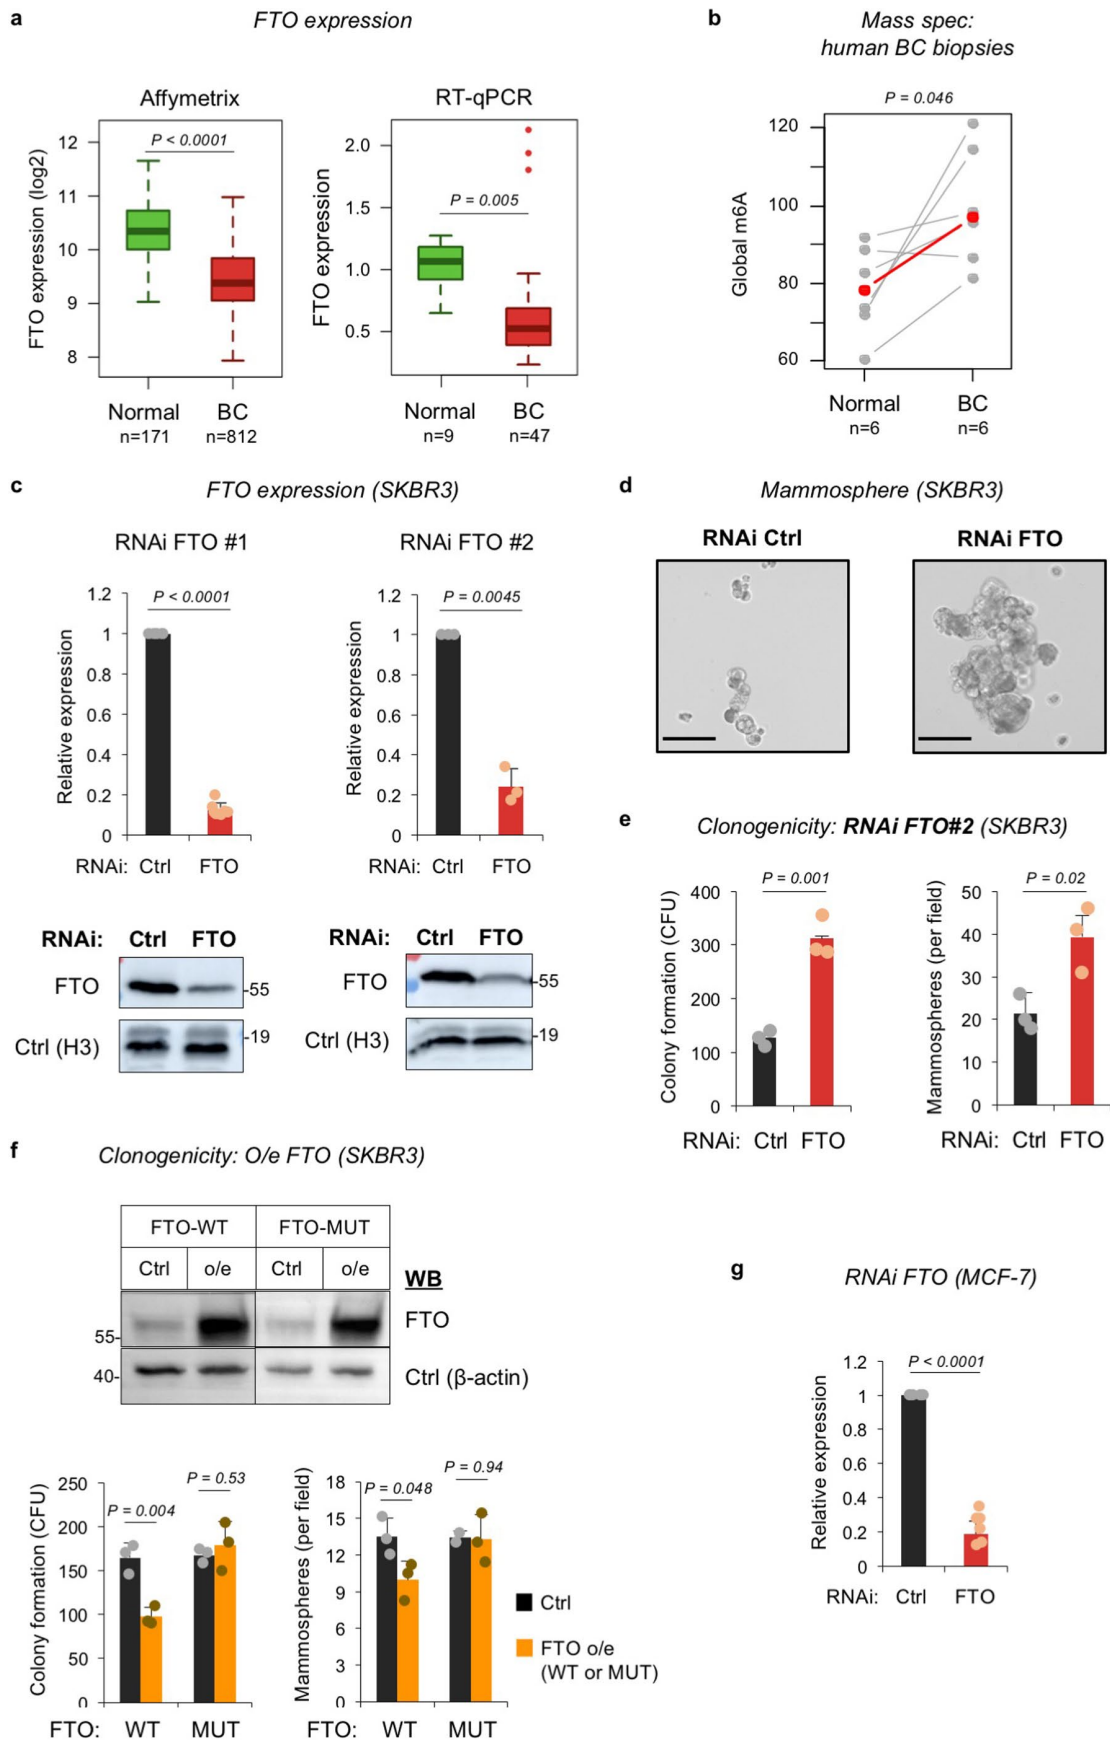 a
FTO expression
Affymetrix
P < 0.0001
FTO expression (log2)
12
11
10
9
8
Normal
n=171
BC
n=812
RT-qPCR
P = 0.005
FTO expression
2.0
1.5
1.0
0.5
Normal
n=9
BC
n=47
b
Mass spec:
human BC biopsies
P = 0.046
Global m6A
120
100
80
60
Normal
n=6
BC
n=6
c
FTO expression (SKBR3)
RNAi FTO #1
P < 0.0001
Relative expression
1.2
1
0.8
0.6
0.4
0.2
0
RNAi: Ctrl FTO
RNAi FTO #2
P = 0.0045
Relative expression
1.2
1
0.8
0.6
0.4
0.2
0
RNAi: Ctrl FTO
RNAi: Ctrl FTO
FTO
-55
Ctrl (H3)
-19
RNAi: Ctrl FTO
FTO
-55
Ctrl (H3)
-19
d
Mammosphere (SKBR3)
RNAi Ctrl
RNAi FTO
e
Clonogenicity: RNAi FTO#2 (SKBR3)
P = 0.001
Colony formation (CFU)
400
300
200
100
0
RNAi: Ctrl FTO
P = 0.02
Mammospheres (per field)
50
40
30
20
10
0
RNAi: Ctrl FTO
f
Clonogenicity: O/e FTO (SKBR3)
FTO-WT FTO-MUT
Ctrl o/e Ctrl o/e
WB
55-
FTO
40-
Ctrl (β-actin)
P = 0.004
P = 0.53
Colony formation (CFU)
250
200
150
100
50
0
FTO: WT MUT
P = 0.048
P = 0.94
Mammospheres (per field)
18
15
12
9
6
3
0
FTO: WT MUT
Ctrl
FTO o/e
(WT or MUT)
g
RNAi FTO (MCF-7)
P < 0.0001
Relative expression
1.2
1
0.8
0.6
0.4
0.2
0
RNAi: Ctrl FTO